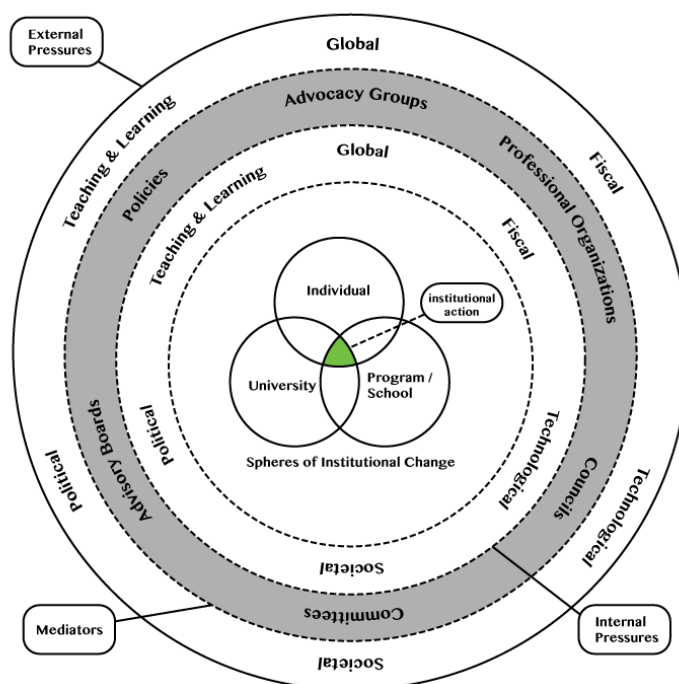 External
Pressures
Global
Advocacy Groups
Global
Teaching & Learning
Policies
Teaching & Learning
Professional Organizations
Fiscal
Fiscal
Individual
institutional
action
University
Program /
School
Spheres of Institutional Change
Political
Advisory Boards
Political
Technological
Councils
Technological
Societal
Committees
Societal
Mediators
Internal
Pressures